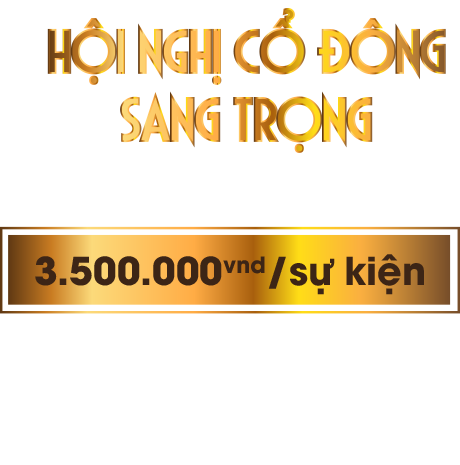 HỘI NGHỊ CỔ ĐÔNG
SANG TRỌNG
3.500.000vnd/sự kiện